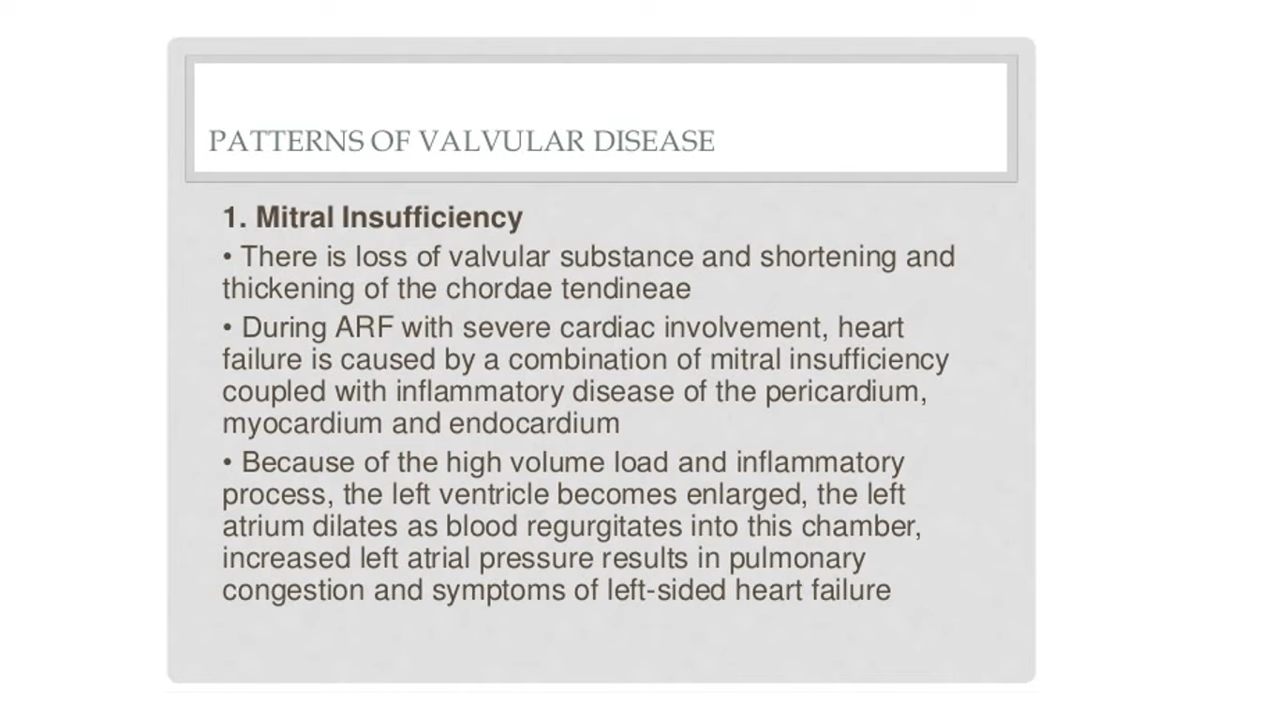 PATTERNS OF VALVULAR DISEASE
1. Mitral Insufficiency
• There is loss of valvular substance and shortening and
thickening of the chordae tendineae
• During ARF with severe cardiac involvement, heart
failure is caused by a combination of mitral insufficiency
coupled with inflammatory disease of the pericardium,
myocardium and endocardium
• Because of the high volume load and inflammatory
process, the left ventricle becomes enlarged, the left
atrium dilates as blood regurgitates into this chamber,
increased left atrial pressure results in pulmonary
congestion and symptoms of left-sided heart failure